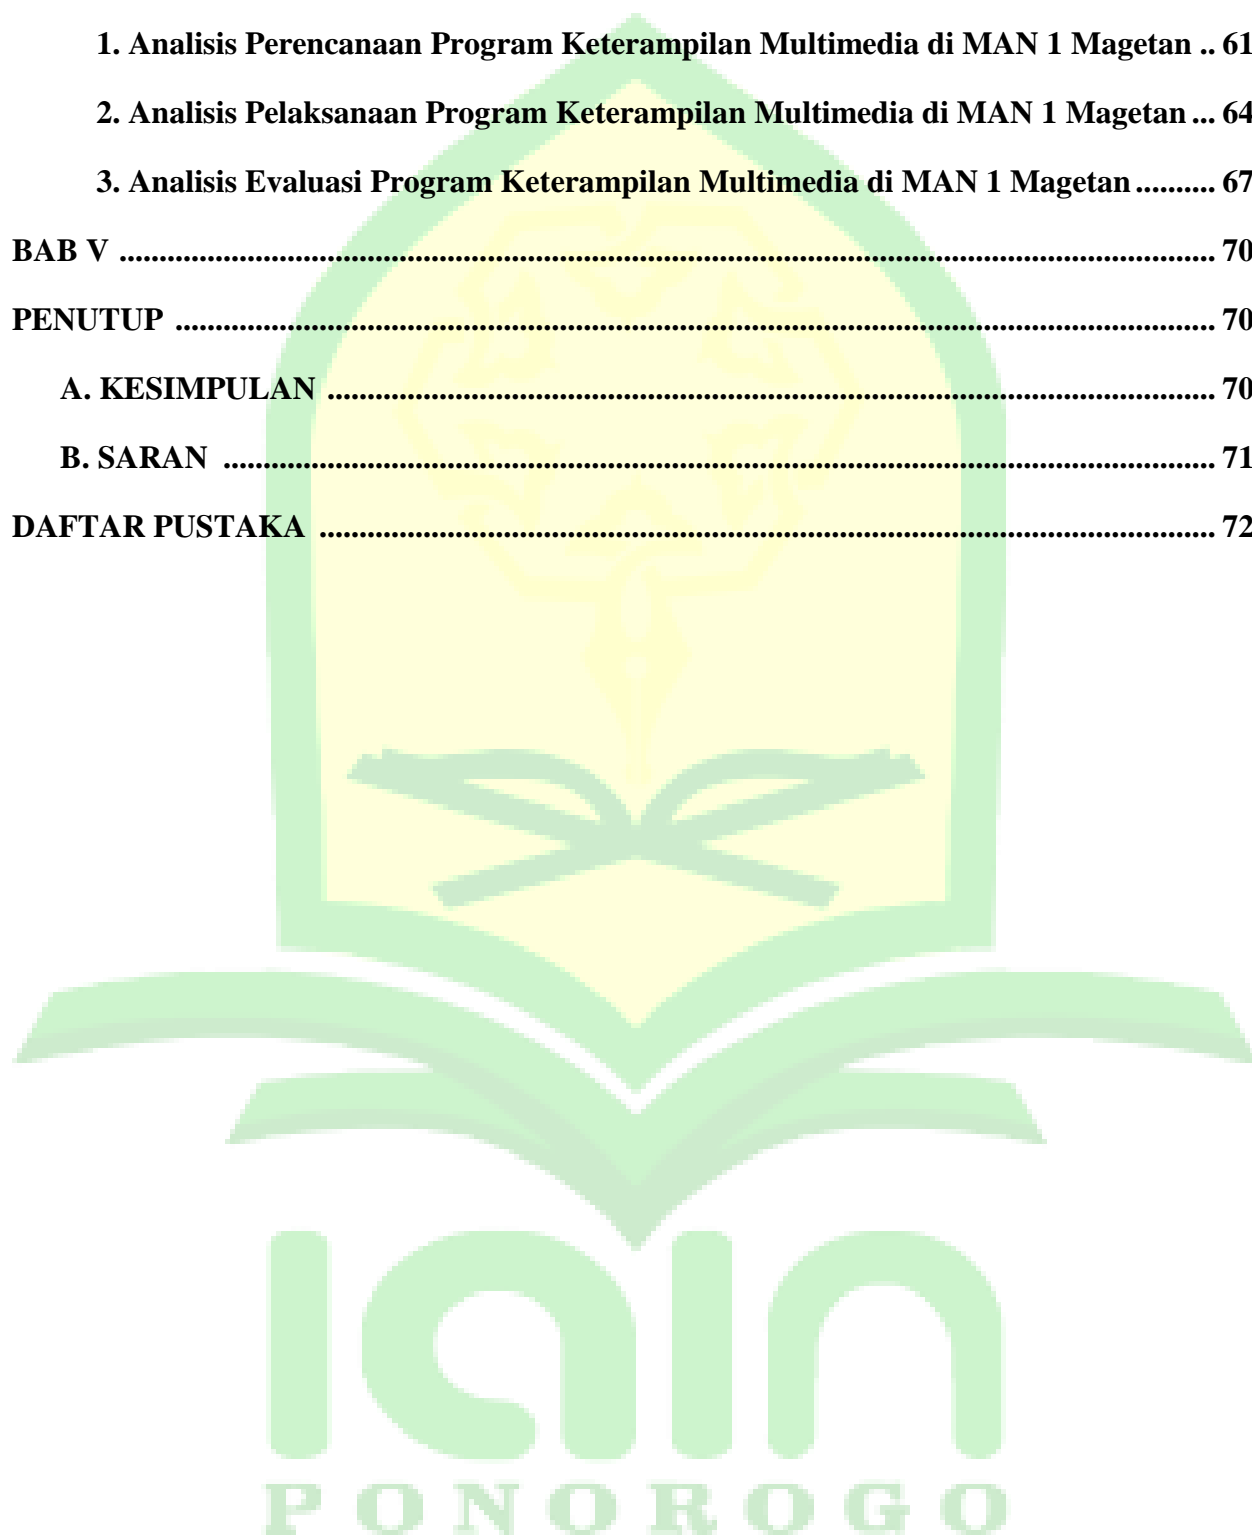 1. Analisis Perencanaan Program Keterampilan Multimedia di MAN 1 Magetan .. 61
2. Analisis Pelaksanaan Program Keterampilan Multimedia di MAN 1 Magetan ... 64
3. Analisis Evaluasi Program Keterampilan Multimedia di MAN 1 Magetan .......... 67
BAB V ........................................................................................................................................ 70
PENUTUP ................................................................................................................................. 70
A. KESIMPULAN .............................................................................................................. 70
B. SARAN ........................................................................................................................... 71
DAFTAR PUSTAKA ............................................................................................................... 72
iain
PONOROGO